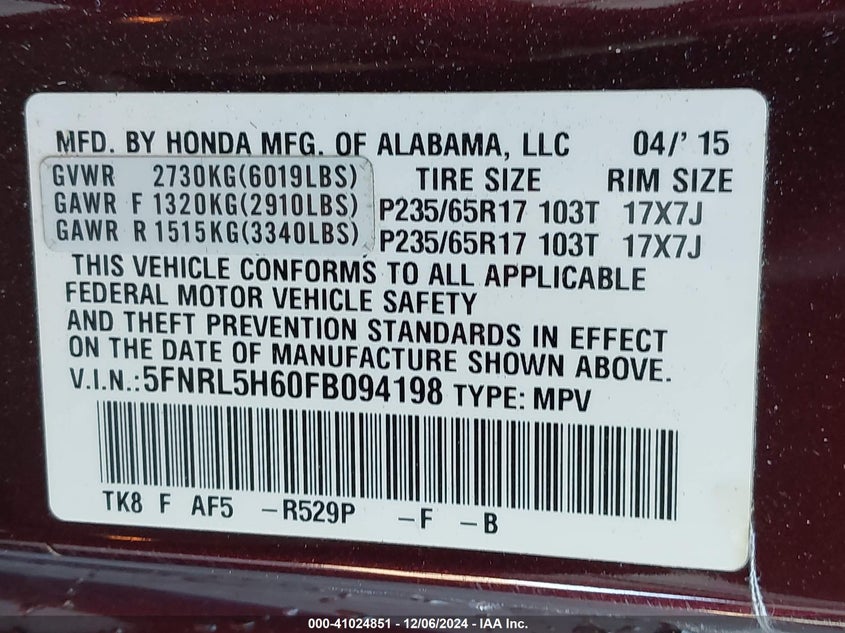 MFD. BY HONDA MFG. OF ALABAMA, LLC 04/' 15
GVWR 2730KG(6019LBS) TIRE SIZE RIM SIZE
GAWR F 1320KG(2910LBS) P235/65R17 103T 17X7J
GAWR R 1515KG(3340LBS) P235/65R17 103T 17X7J
THIS VEHICLE CONFORMS TO ALL APPLICABLE
FEDERAL MOTOR VEHICLE SAFETY
AND THEFT PREVENTION STANDARDS IN EFFECT
ON THE DATE OF MANUFACTURE SHOWN ABOVE.
V.I.N.:5FNRL5H60FB094198 TYPE: MPV
TK8 F AF5 -R529P -F -B
000-41024851 - 12/06/2024 - IAA Inc.